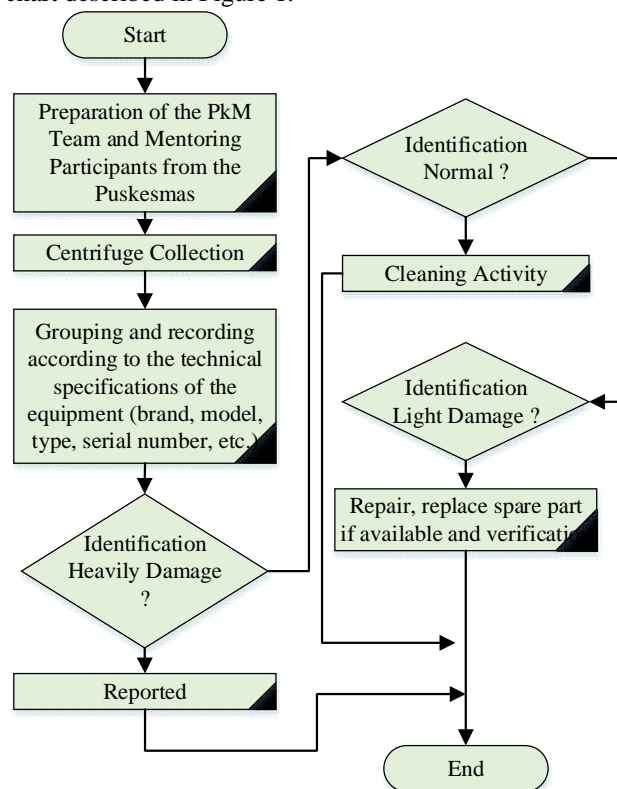 chart described in Figure 1.
Start
Preparation of the PkM
Team and Mentoring
Participants from the
Puskesmas
Centrifuge Collection
Grouping and recording
according to the technical
specifications of the
equipment (brand, model,
type, serial number, etc.)
Identification
Heavily Damage
?
Reported
Identification
Normal ?
Cleaning Activity
Identification
Light Damage ?
Repair, replace spare part
if available and verification
End